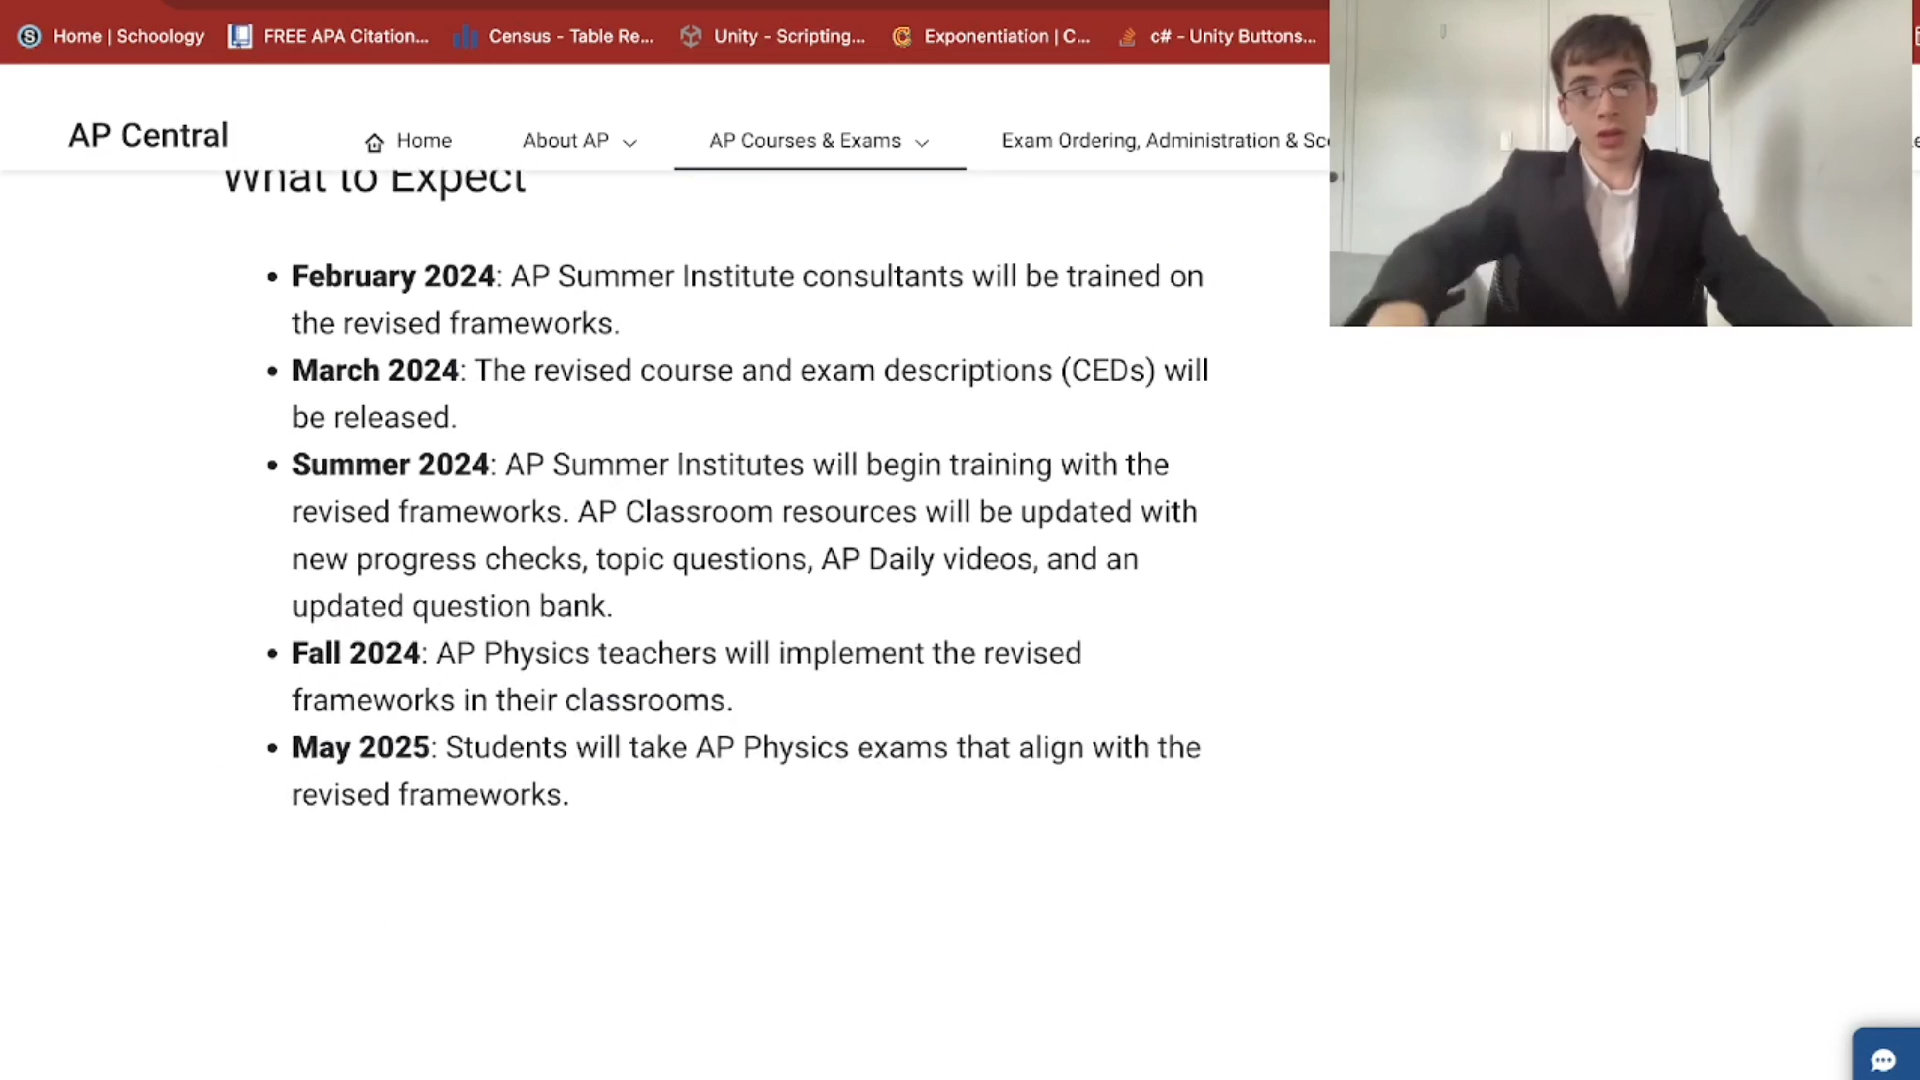 Home | Schoology FREE APA Citation... Census - Table Re... Unity - Scripting... Exponentiation | C... c# - Unity Buttons...
AP Central Home About AP AP Courses & Exams Exam Ordering, Administration &
What to Expect
• February 2024: AP Summer Institute consultants will be trained on
the revised frameworks.
• March 2024: The revised course and exam descriptions (CEDs) will
be released.
• Summer 2024: AP Summer Institutes will begin training with the
revised frameworks. AP Classroom resources will be updated with
new progress checks, topic questions, AP Daily videos, and an
updated question bank.
• Fall 2024: AP Physics teachers will implement the revised
frameworks in their classrooms.
• May 2025: Students will take AP Physics exams that align with the
revised frameworks.